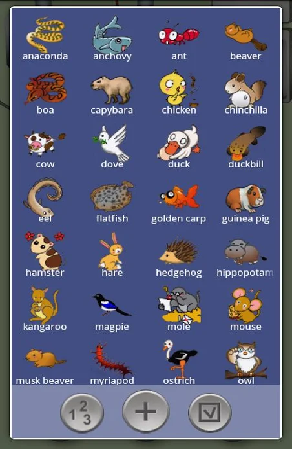 anaconda anchovy ant beaver
boa capybara chicken chinchilla
cow dove duck duckbill
eel flatfish golden carp guinea pig
hamster hare hedgehog hippopotam
kangaroo magpie mole mouse
musk beaver myriapod ostrich owl
1 2 3